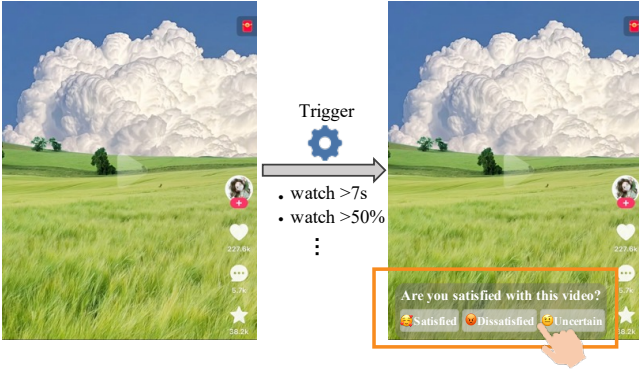 227.6k
5.7k
38.2k
Trigger
• watch >7s
• watch >50%
⋮
227.6k
5.7k
38.2k
Are you satisfied with this video?
Satisfied Dissatisfied Uncertain